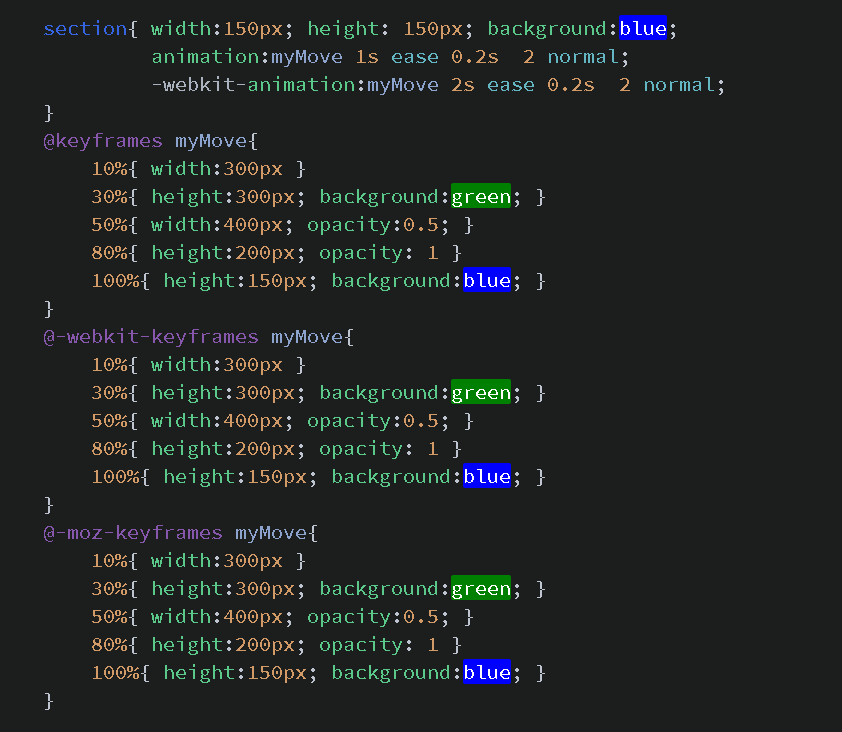 section{ width:150px; height: 150px; background:blue;
animation:myMove 1s ease 0.2s  2 normal;
-webkit-animation:myMove 2s ease 0.2s  2 normal;
}
@keyframes myMove{
10%{ width:300px }
30%{ height:300px; background:green; }
50%{ width:400px; opacity:0.5; }
80%{ height:200px; opacity: 1 }
100%{ height:150px; background:blue; }
}
@-webkit-keyframes myMove{
10%{ width:300px }
30%{ height:300px; background:green; }
50%{ width:400px; opacity:0.5; }
80%{ height:200px; opacity: 1 }
100%{ height:150px; background:blue; }
}
@-moz-keyframes myMove{
10%{ width:300px }
30%{ height:300px; background:green; }
50%{ width:400px; opacity:0.5; }
80%{ height:200px; opacity: 1 }
100%{ height:150px; background:blue; }
}